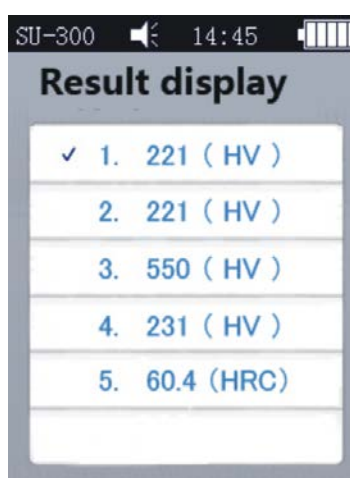 SU-300 14:45
Result display
✓ 1. 221 ( HV )
2. 221 ( HV )
3. 550 ( HV )
4. 231 ( HV )
5. 60.4 (HRC)